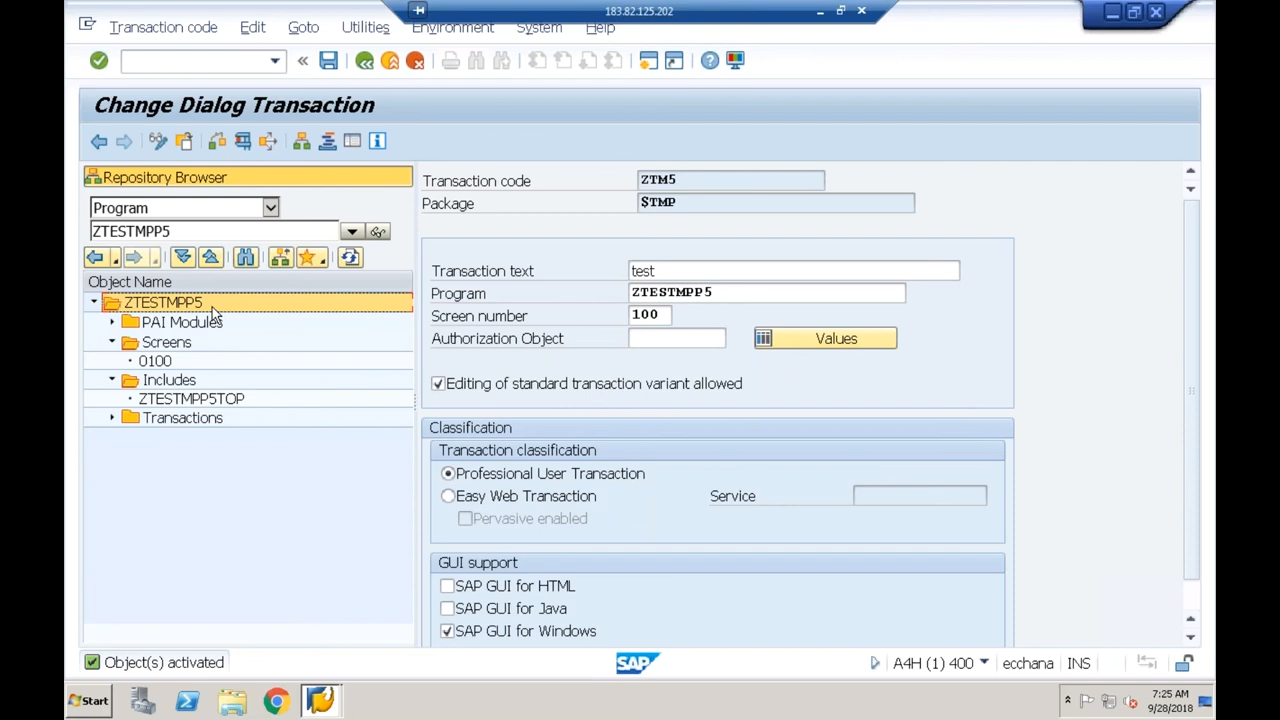 183.82.125.202
Transaction code Edit Goto Utilities Environment System Help
Change Dialog Transaction
Repository Browser
Program
ZTESTMPP5
Object Name
ZTESTMPP5
PAI Modules
Screens
0100
Includes
ZTESTMPP5TOP
Transactions
Transaction code ZTM5
Package $TMP
Transaction text test
Program ZTESTMPP5
Screen number 100
Authorization Object Values
Editing of standard transaction variant allowed
Classification
Transaction classification
Professional User Transaction
Easy Web Transaction Service
Pervasive enabled
GUI support
SAP GUI for HTML
SAP GUI for Java
SAP GUI for Windows
Object(s) activated SAP A4H (1) 400 ecchana INS
Start 7:25 AM
9/28/2018